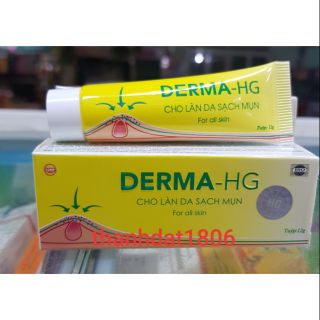 DERMA-HG
CHO LÀN DA SẠCH MỤN
For all skin
DERMA-HG
CHO LÀN DA SẠCH MỤN
For all skin
HG
thanhdat1806